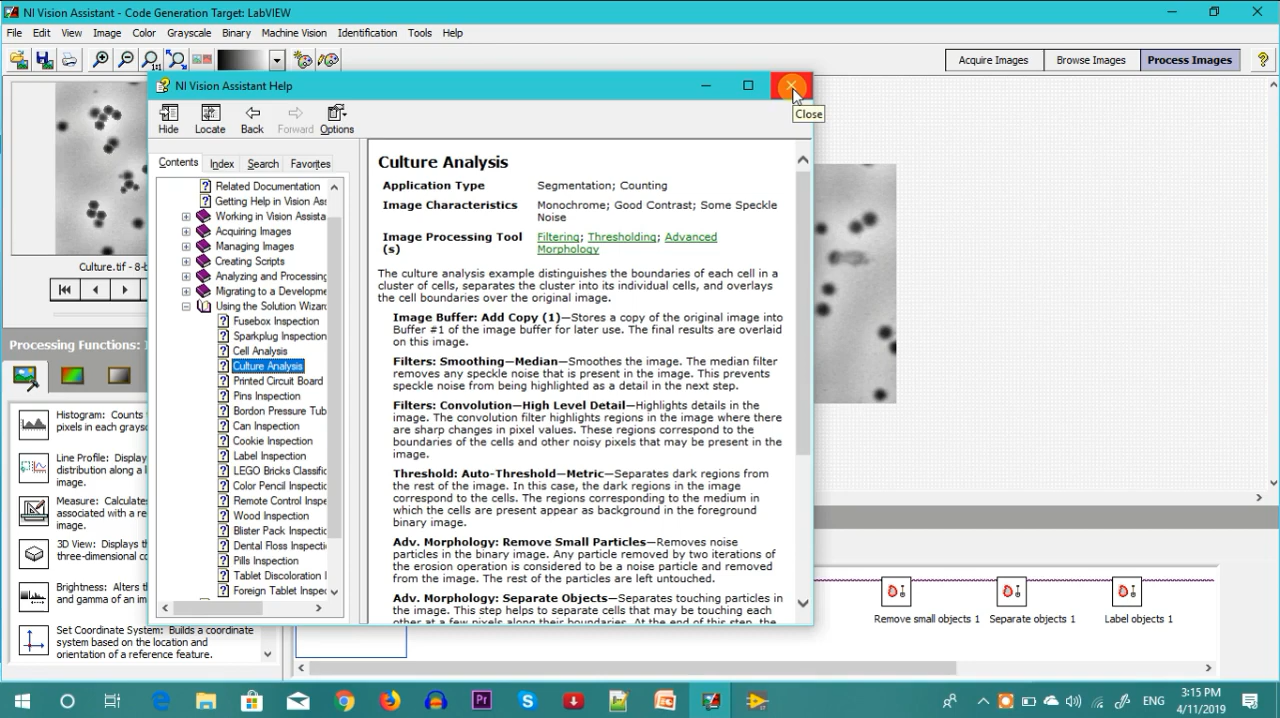 NI Vision Assistant - Code Generation Target: LabVIEW
File Edit View Image Color Grayscale Binary Machine Vision Identification Tools Help
Acquire Images Browse Images Process Images
NI Vision Assistant Help
Close
Hide Locate Back Forward Options
Contents Index Search Favorites
Related Documentation
Getting Help in Vision Ass
Working in Vision Assista
Acquiring Images
Managing Images
Creating Scripts
Analyzing and Processing
Migrating to a Developme
Using the Solution Wizard
Fusebox Inspection
Sparkplug Inspection
Cell Analysis
Culture Analysis
Printed Circuit Board
Pins Inspection
Bordon Pressure Tub
Can Inspection
Cookie Inspection
Label Inspection
LEGO Bricks Classific
Color Pencil Inspectio
Remote Control Inspe
Wood Inspection
Blister Pack Inspectio
Dental Floss Inspecti
Pills Inspection
Tablet Discoloration I
Foreign Tablet Inspec
Culture Analysis
Application Type Segmentation; Counting
Image Characteristics Monochrome; Good Contrast; Some Speckle
Noise
Image Processing Tool Filtering; Thresholding; Advanced
(s) Morphology
The culture analysis example distinguishes the boundaries of each cell in a
cluster of cells, separates the cluster into its individual cells, and overlays
the cell boundaries over the original image.
Image Buffer: Add Copy (1)—Stores a copy of the original image into
Buffer #1 of the image buffer for later use. The final results are overlaid
on this image.
Filters: Smoothing—Median—Smoothes the image. The median filter
removes any speckle noise that is present in the image. This prevents
speckle noise from being highlighted as a detail in the next step.
Filters: Convolution—High Level Detail—Highlights details in the
image. The convolution filter highlights regions in the image where there
are sharp changes in pixel values. These regions correspond to the
boundaries of the cells and other noisy pixels that may be present in the
image.
Threshold: Auto-Threshold—Metric—Separates dark regions from
the rest of the image. In this case, the dark regions in the image
correspond to the cells. The regions corresponding to the medium in
which the cells are present appear as background in the foreground
binary image.
Adv. Morphology: Remove Small Particles—Removes noise
particles in the binary image. Any particle removed by two iterations of
the erosion operation is considered to be a noise particle and removed
from the image. The rest of the particles are left untouched.
Adv. Morphology: Separate Objects—Separates touching particles in
the image. This step helps to separate cells that may be touching each
other at a few pixels along their boundaries. At the end of this step, the
Culture.tif - 8-b
Processing Functions: I
Histogram: Counts t
pixels in each grays
Line Profile: Display
distribution along a l
image.
Measure: Calculates
associated with a re
image.
3D View: Displays th
three-dimensional co
Brightness: Alters th
and gamma of an im
Set Coordinate System: Builds a coordinate
system based on the location and
orientation of a reference feature.
Remove small objects 1 Separate objects 1 Label objects 1
ENG
3:15 PM
4/11/2019